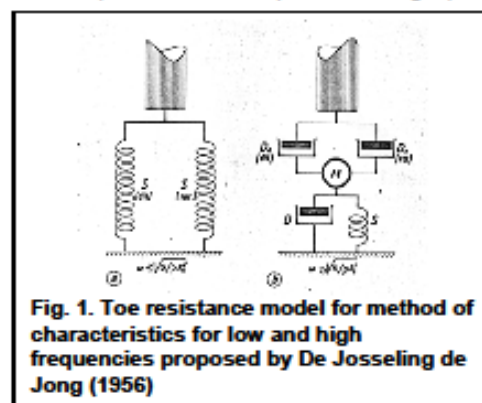 S
S
M
D
S
a
b
Fig. 1. Toe resistance model for method of
characteristics for low and high
frequencies proposed by De Josseling de
Jong (1956)